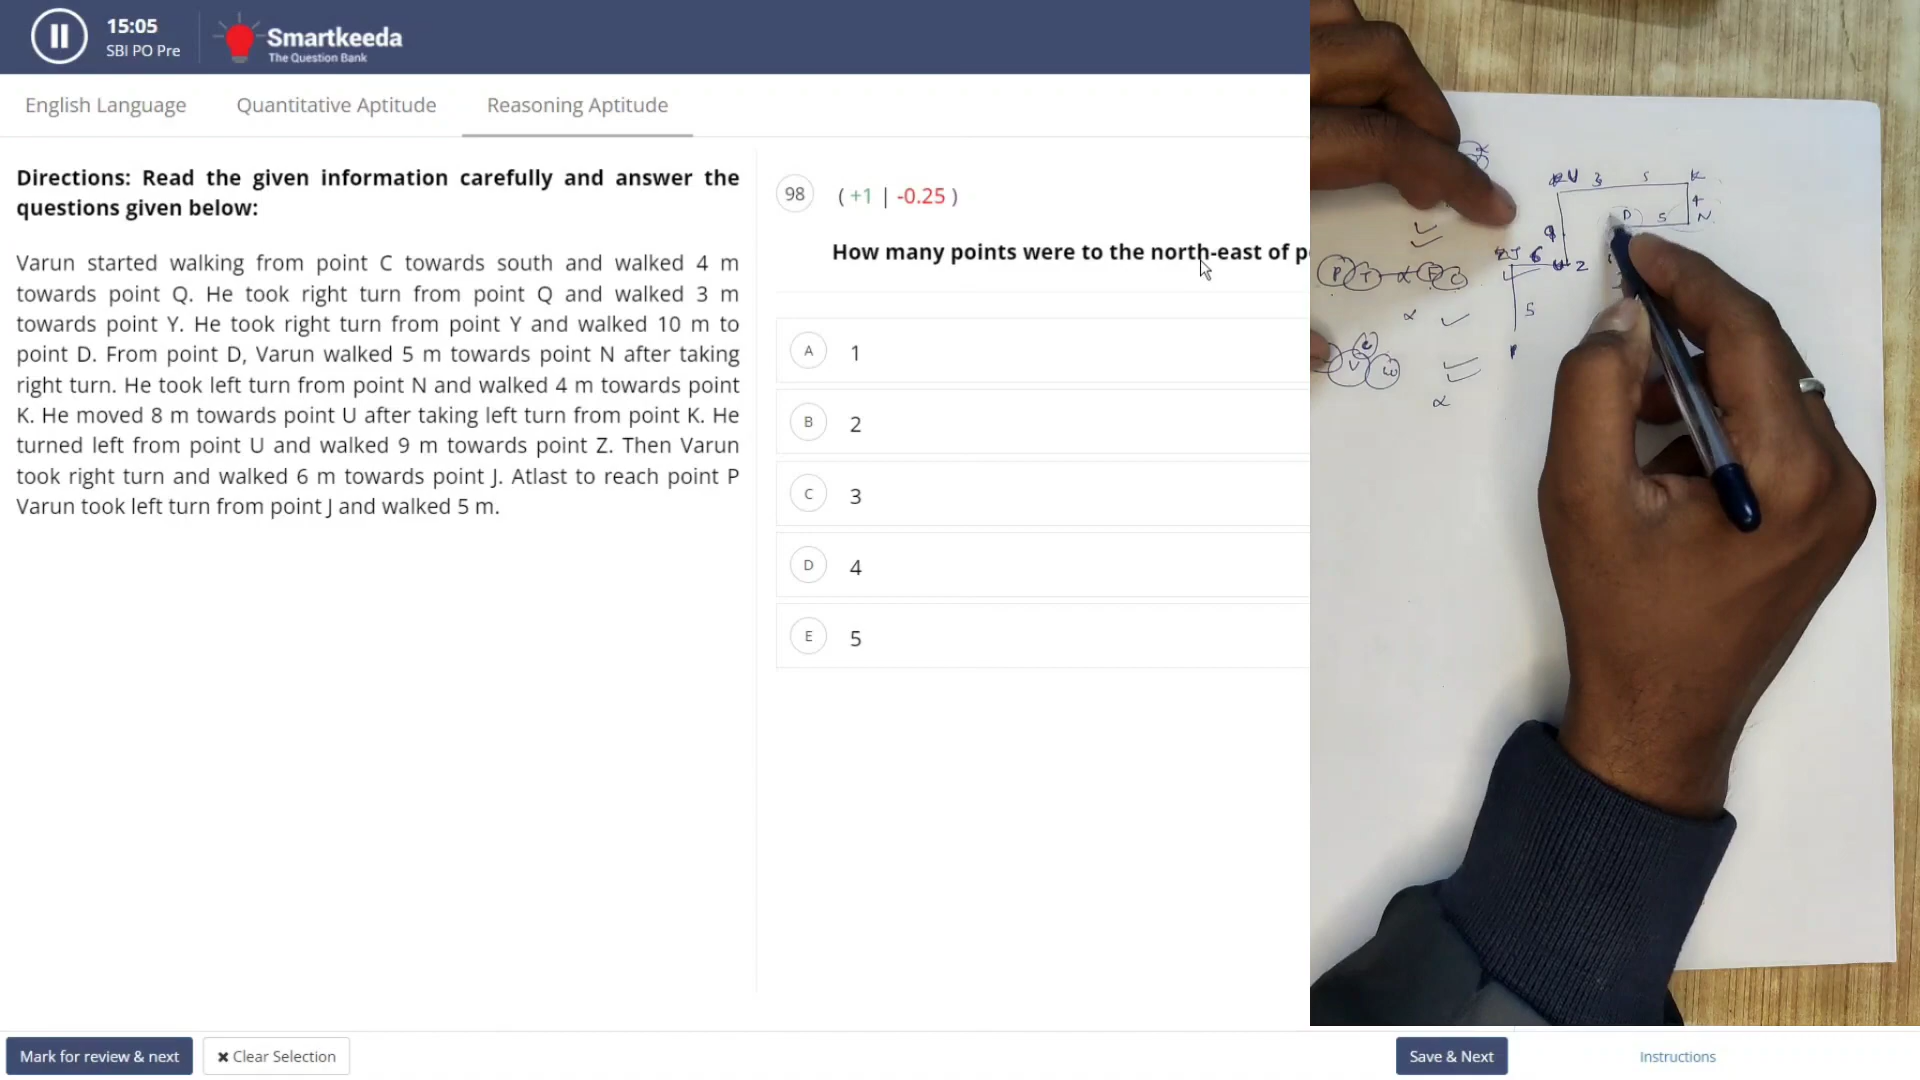 15:05
SBI PO Pre
Smartkeeda
The Question Bank
English Language
Quantitative Aptitude
Reasoning Aptitude
Directions: Read the given information carefully and answer the
questions given below:
Varun started walking from point C towards south and walked 4 m
towards point Q. He took right turn from point Q and walked 3 m
towards point Y. He took right turn from point Y and walked 10 m to
point D. From point D, Varun walked 5 m towards point N after taking
right turn. He took left turn from point N and walked 4 m towards point
K. He moved 8 m towards point U after taking left turn from point K. He
turned left from point U and walked 9 m towards point Z. Then Varun
took right turn and walked 6 m towards point J. Atlast to reach point P
Varun took left turn from point J and walked 5 m.
98
( +1 | -0.25 )
How many points were to the north-east of p
A 1
B 2
C 3
D 4
E 5
3 5 K
4
D 5 N
9
J 6 Z
5
P T E C
V
Mark for review & next
✖ Clear Selection
Save & Next
Instructions